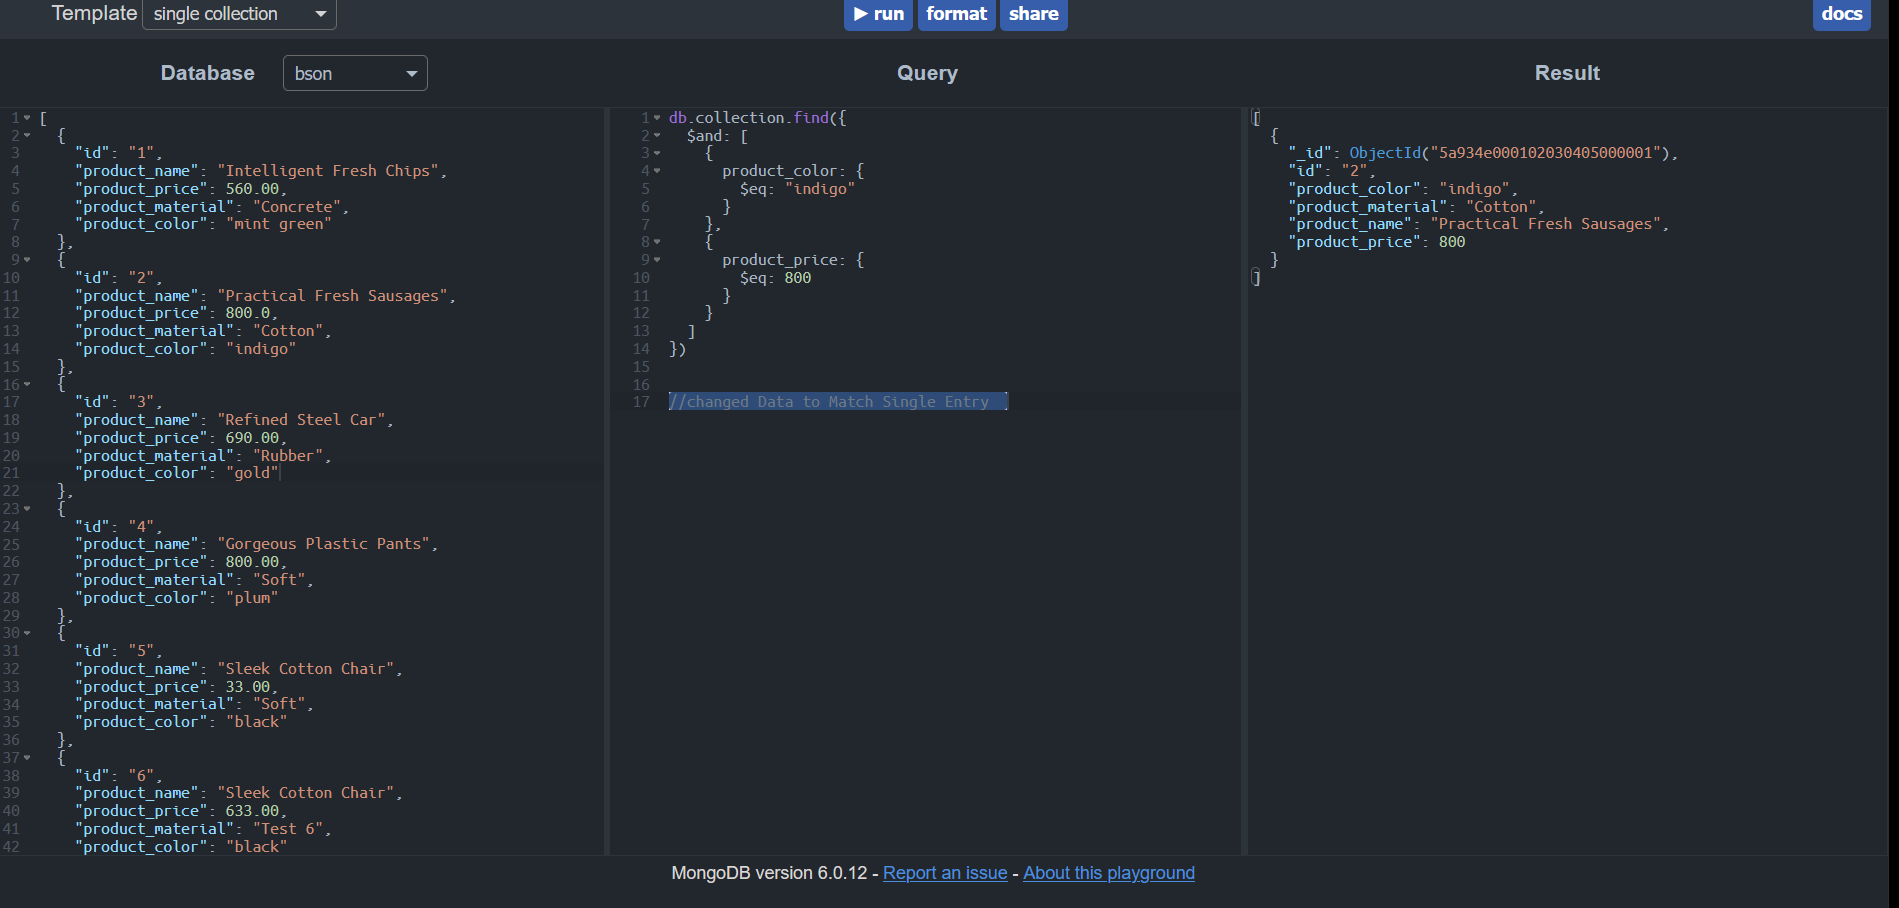 Template single collection ▶ run format share docs
Database bson Query Result
1 [
2 {
3 "id": "1",
4 "product_name": "Intelligent Fresh Chips",
5 "product_price": 560.00,
6 "product_material": "Concrete",
7 "product_color": "mint green"
8 },
9 {
10 "id": "2",
11 "product_name": "Practical Fresh Sausages",
12 "product_price": 800.0,
13 "product_material": "Cotton",
14 "product_color": "indigo"
15 },
16 {
17 "id": "3",
18 "product_name": "Refined Steel Car",
19 "product_price": 690.00,
20 "product_material": "Rubber",
21 "product_color": "gold"
22 },
23 {
24 "id": "4",
25 "product_name": "Gorgeous Plastic Pants",
26 "product_price": 800.00,
27 "product_material": "Soft",
28 "product_color": "plum"
29 },
30 {
31 "id": "5",
32 "product_name": "Sleek Cotton Chair",
33 "product_price": 33.00,
34 "product_material": "Soft",
35 "product_color": "black"
36 },
37 {
38 "id": "6",
39 "product_name": "Sleek Cotton Chair",
40 "product_price": 633.00,
41 "product_material": "Test 6",
42 "product_color": "black"
1 db.collection.find({
2 $and: [
3 {
4 product_color: {
5 $eq: "indigo"
6 }
7 },
8 {
9 product_price: {
10 $eq: 800
11 }
12 }
13 ]
14 })
15
16
17 //changed Data to Match Single Entry
[
{
"_id": ObjectId("5a934e000102030405000001"),
"id": "2",
"product_color": "indigo",
"product_material": "Cotton",
"product_name": "Practical Fresh Sausages",
"product_price": 800
}
]
MongoDB version 6.0.12 - Report an issue - About this playground